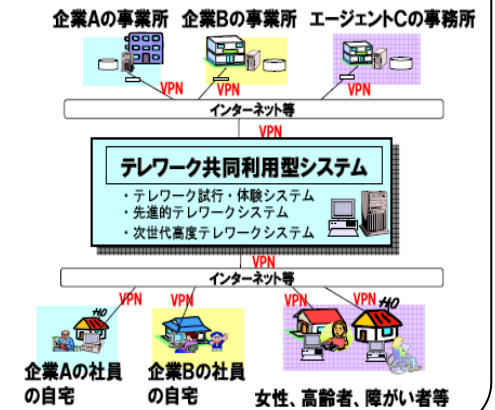 企業Aの事業所 企業Bの事業所 エージェントCの事務所
VPN VPN VPN
インターネット等
VPN
テレワーク共同利用型システム
・テレワーク試行・体験システム
・先進的テレワークシステム
・次世代高度テレワークシステム
VPN
インターネット等
VPN VPN VPN VPN
企業Aの社員
の自宅
企業Bの社員
の自宅
女性、高齢者、障がい者等